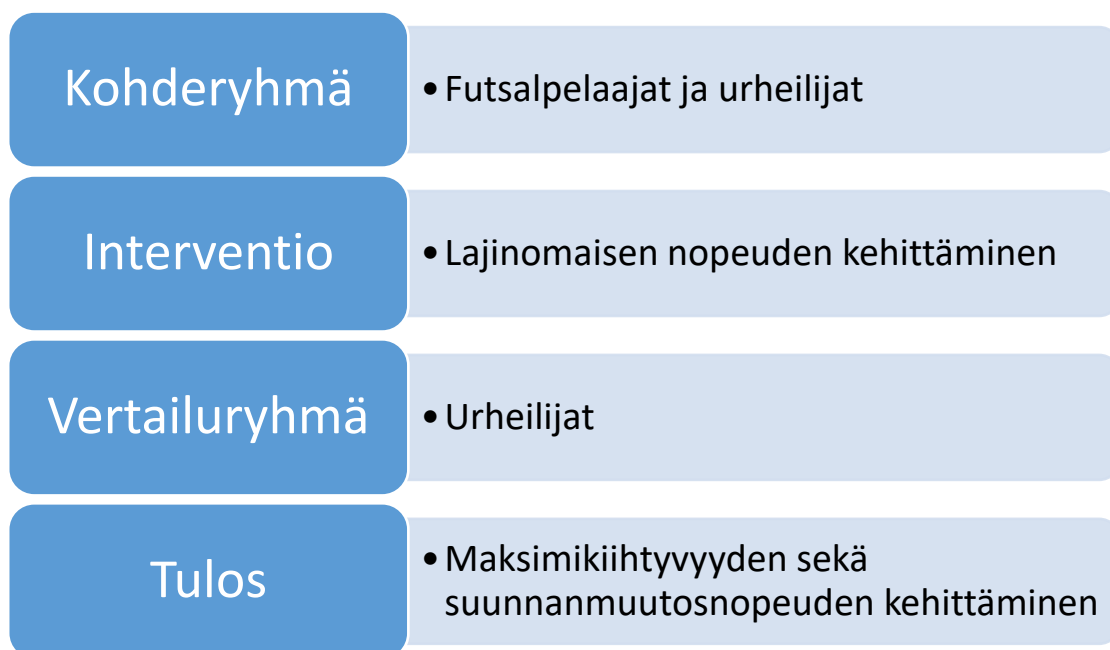 Kohderyhmä
• Futsalpelaajat ja urheilijat
Interventio
• Lajinomaisen nopeuden kehittäminen
Vertailuryhmä
• Urheilijat
Tulos
• Maksimikiihtyvyyden sekä
suunnanmuutosnopeuden kehittäminen